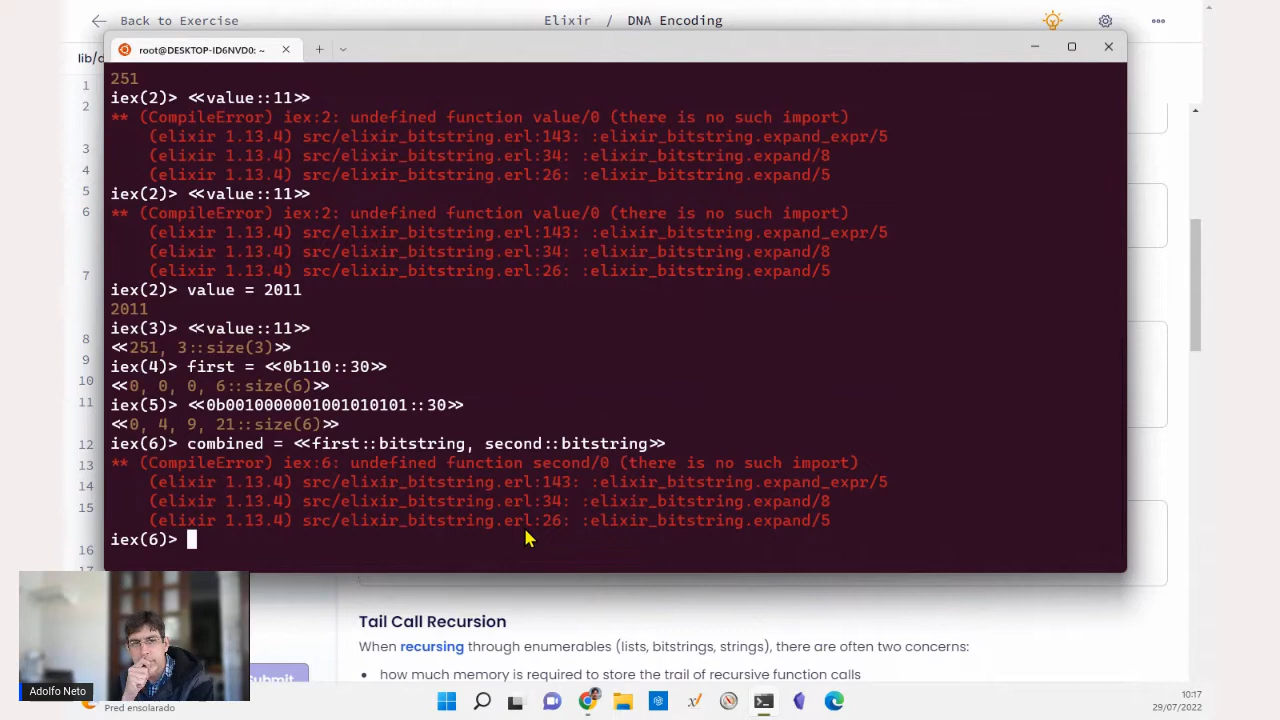 Back to Exercise
Elixir / DNA Encoding
root@DESKTOP-ID6NVD0: ~
lib/d
1
2
3
4
5
6
7
8
9
10
11
12
13
14
15
16
17
251
iex(2)> <<value::11>>
** (CompileError) iex:2: undefined function value/0 (there is no such import)
(elixir 1.13.4) src/elixir_bitstring.erl:143: :elixir_bitstring.expand_expr/5
(elixir 1.13.4) src/elixir_bitstring.erl:34: :elixir_bitstring.expand/8
(elixir 1.13.4) src/elixir_bitstring.erl:26: :elixir_bitstring.expand/5
iex(2)> <<value::11>>
** (CompileError) iex:2: undefined function value/0 (there is no such import)
(elixir 1.13.4) src/elixir_bitstring.erl:143: :elixir_bitstring.expand_expr/5
(elixir 1.13.4) src/elixir_bitstring.erl:34: :elixir_bitstring.expand/8
(elixir 1.13.4) src/elixir_bitstring.erl:26: :elixir_bitstring.expand/5
iex(2)> value = 2011
2011
iex(3)> <<value::11>>
<<251, 3::size(3)>>
iex(4)> first = <<0b110::30>>
<<0, 0, 0, 6::size(6)>>
iex(5)> <<0b0010000001001010101::30>>
<<0, 4, 9, 21::size(6)>>
iex(6)> combined = <<first::bitstring, second::bitstring>>
** (CompileError) iex:6: undefined function second/0 (there is no such import)
(elixir 1.13.4) src/elixir_bitstring.erl:143: :elixir_bitstring.expand_expr/5
(elixir 1.13.4) src/elixir_bitstring.erl:34: :elixir_bitstring.expand/8
(elixir 1.13.4) src/elixir_bitstring.erl:26: :elixir_bitstring.expand/5
iex(6)>
Tail Call Recursion
When recursing through enumerables (lists, bitstrings, strings), there are often two concerns:
• how much memory is required to store the trail of recursive function calls
Submit
Adolfo Neto
Pred ensolarado
10:17
29/07/2022